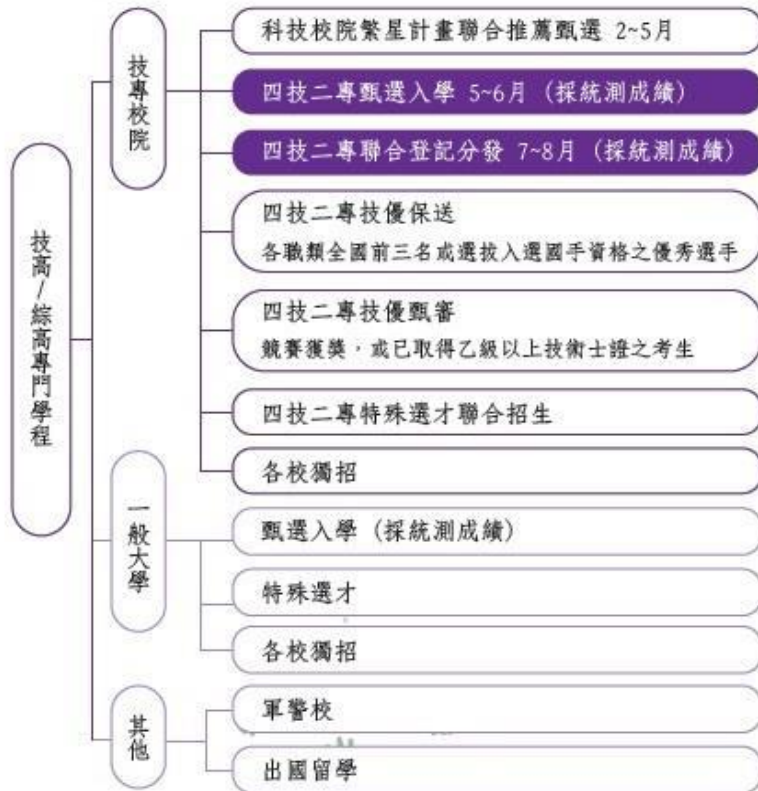 技高/綜高專門學程
技專校院
科技校院繁星計畫聯合推薦甄選 2~5月
四技二專甄選入學 5~6月 (採統測成績)
四技二專聯合登記分發 7~8月 (採統測成績)
四技二專技優保送
各職類全國前三名或選拔入選國手資格之優秀選手
四技二專技優甄審
競賽獲獎，或已取得乙級以上技術士證之考生
四技二專特殊選才聯合招生
各校獨招
一般大學
甄選入學 (採統測成績)
特殊選才
各校獨招
其他
軍警校
出國留學